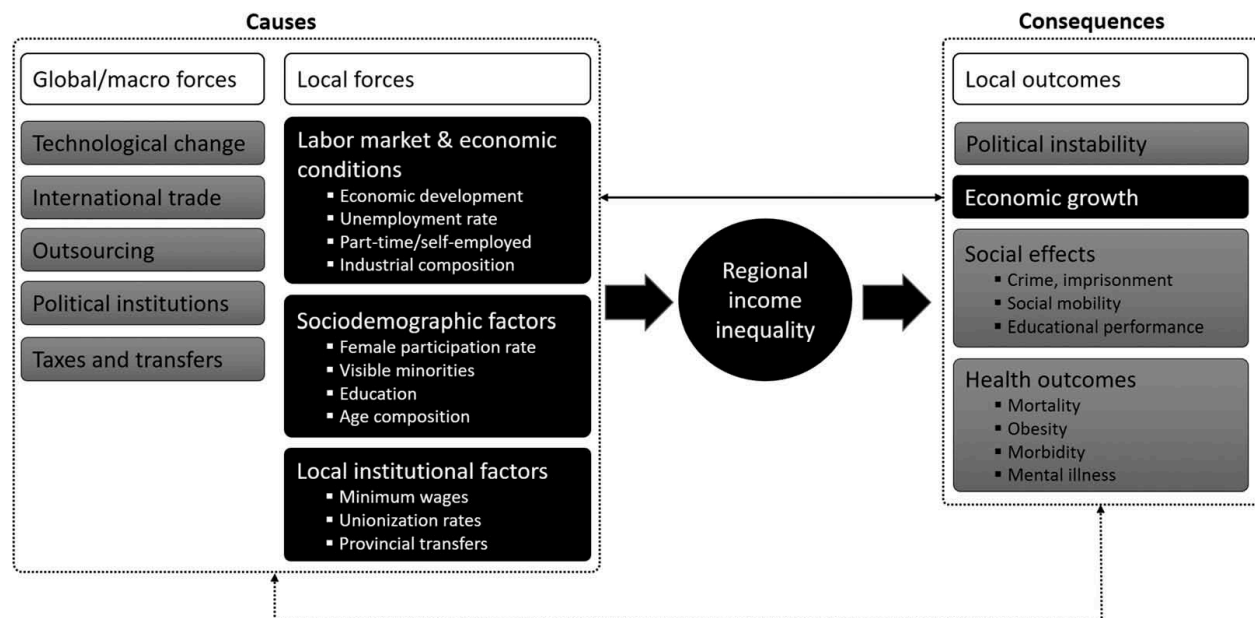 Causes
Global/macro forces
Technological change
International trade
Outsourcing
Political institutions
Taxes and transfers
Local forces
Labor market & economic
conditions
▪ Economic development
▪ Unemployment rate
▪ Part-time/self-employed
▪ Industrial composition
Sociodemographic factors
▪ Female participation rate
▪ Visible minorities
▪ Education
▪ Age composition
Local institutional factors
▪ Minimum wages
▪ Unionization rates
▪ Provincial transfers
Regional
income
inequality
Consequences
Local outcomes
Political instability
Economic growth
Social effects
▪ Crime, imprisonment
▪ Social mobility
▪ Educational performance
Health outcomes
▪ Mortality
▪ Obesity
▪ Morbidity
▪ Mental illness